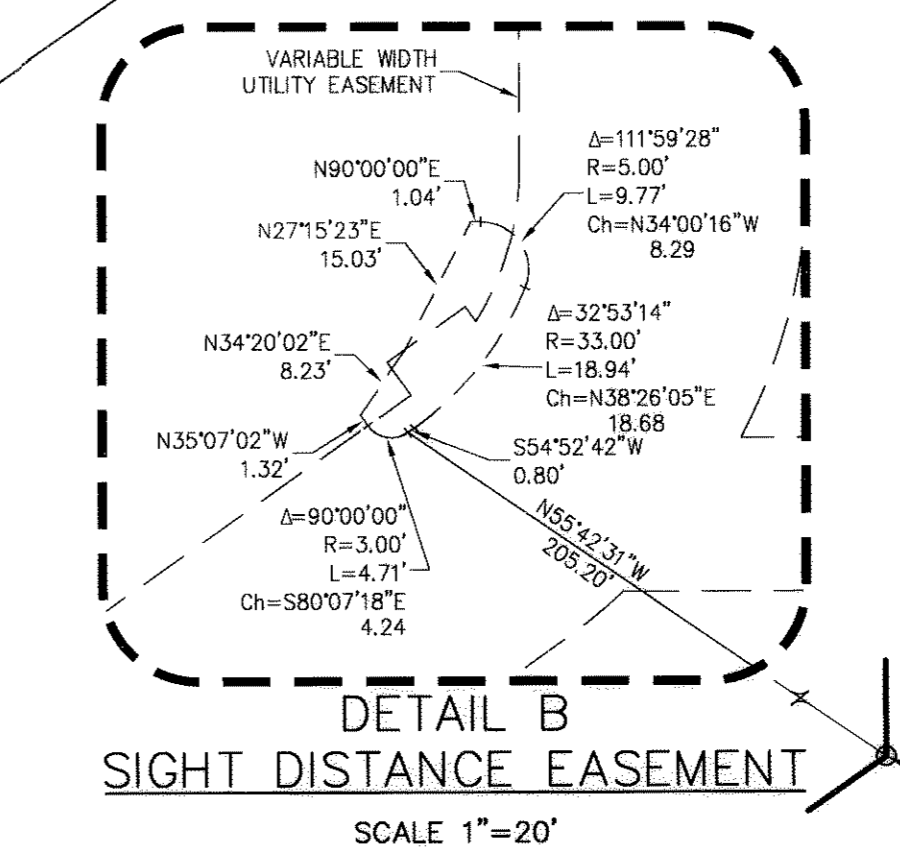 VARIABLE WIDTH
UTILITY EASEMENT
Δ=111°59'28"
R=5.00'
L=9.77'
Ch=N34°00'16"W
8.29
N90°00'00"E
1.04'
N27°15'23"E
15.03'
Δ=32°53'14"
R=33.00'
L=18.94'
Ch=N38°26'05"E
18.68
N34°20'02"E
8.23'
N35°07'02"W
1.32'
S54°52'42"W
0.80'
Δ=90°00'00"
R=3.00'
L=4.71'
Ch=S80°07'18"E
4.24
N55°42'31"W
205.20'
DETAIL B
SIGHT DISTANCE EASEMENT
SCALE 1"=20'